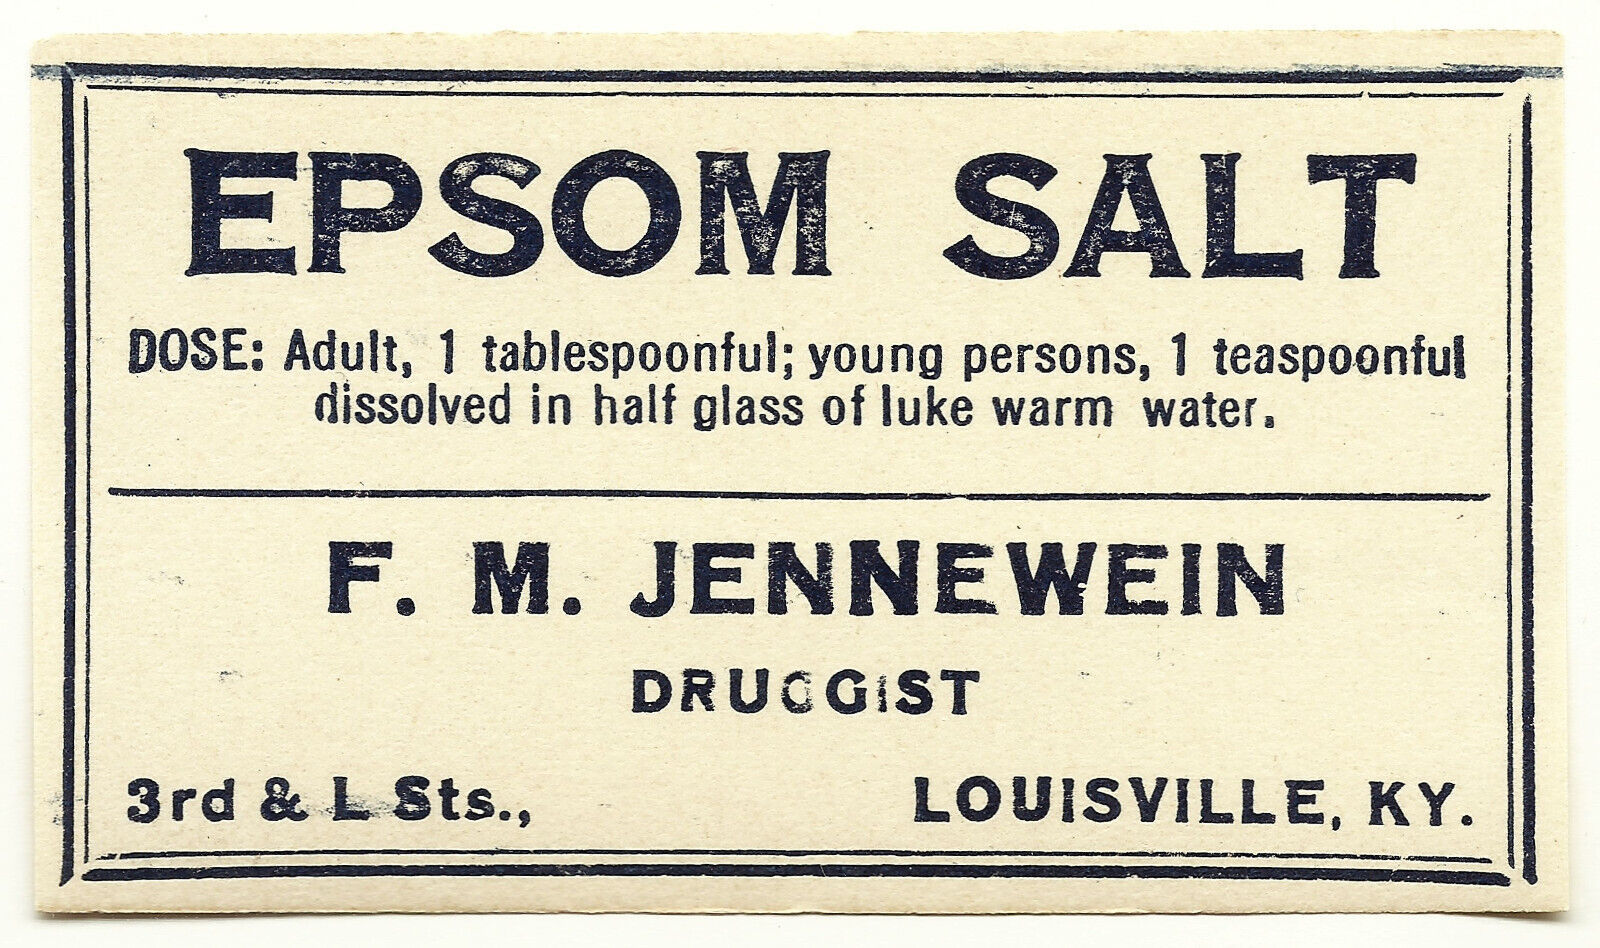 EPSOM SALT
DOSE: Adult, 1 tablespoonful; young persons, 1 teaspoonful
dissolved in half glass of luke warm water.
F. M. JENNEWEIN
DRUGGIST
3rd & L Sts., LOUISVILLE, KY.